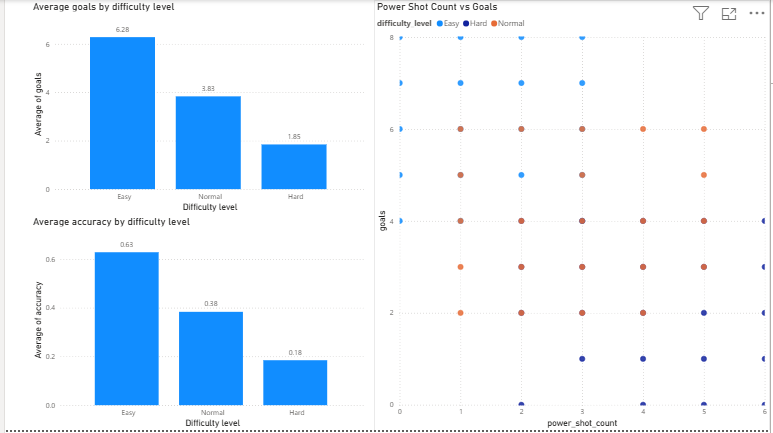 Average goals by difficulty level
Average of goals
6
4
2
0
6.28
3.83
1.85
Easy Normal Hard
Difficulty level
Average accuracy by difficulty level
Average of accuracy
0.6
0.4
0.2
0.0
0.63
0.38
0.18
Easy Normal Hard
Difficulty level
Power Shot Count vs Goals
difficulty_level Easy Hard Normal
goals
8
6
4
2
0
0 1 2 3 4 5 6
power_shot_count